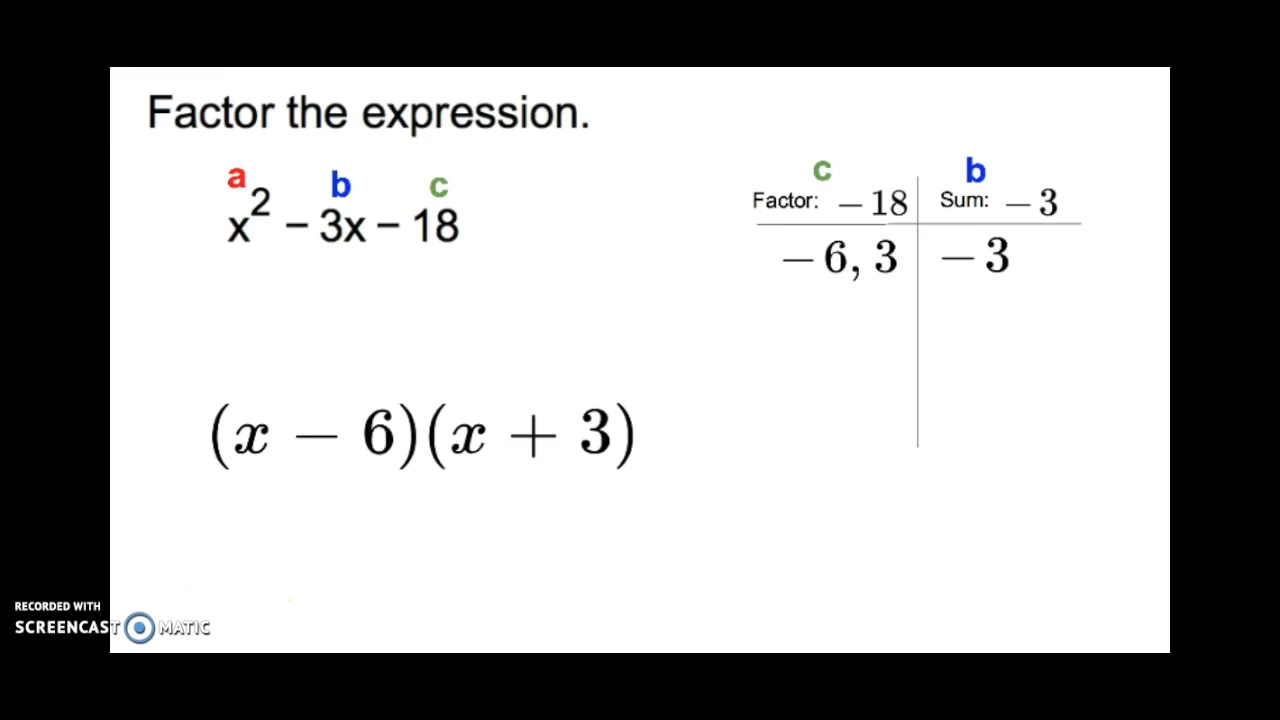 Factor the expression.
a b c
x² − 3x − 18
c b
Factor: − 18 Sum: − 3
− 6, 3 − 3
(x − 6)(x + 3)
RECORDED WITH
SCREENCAST MATIC